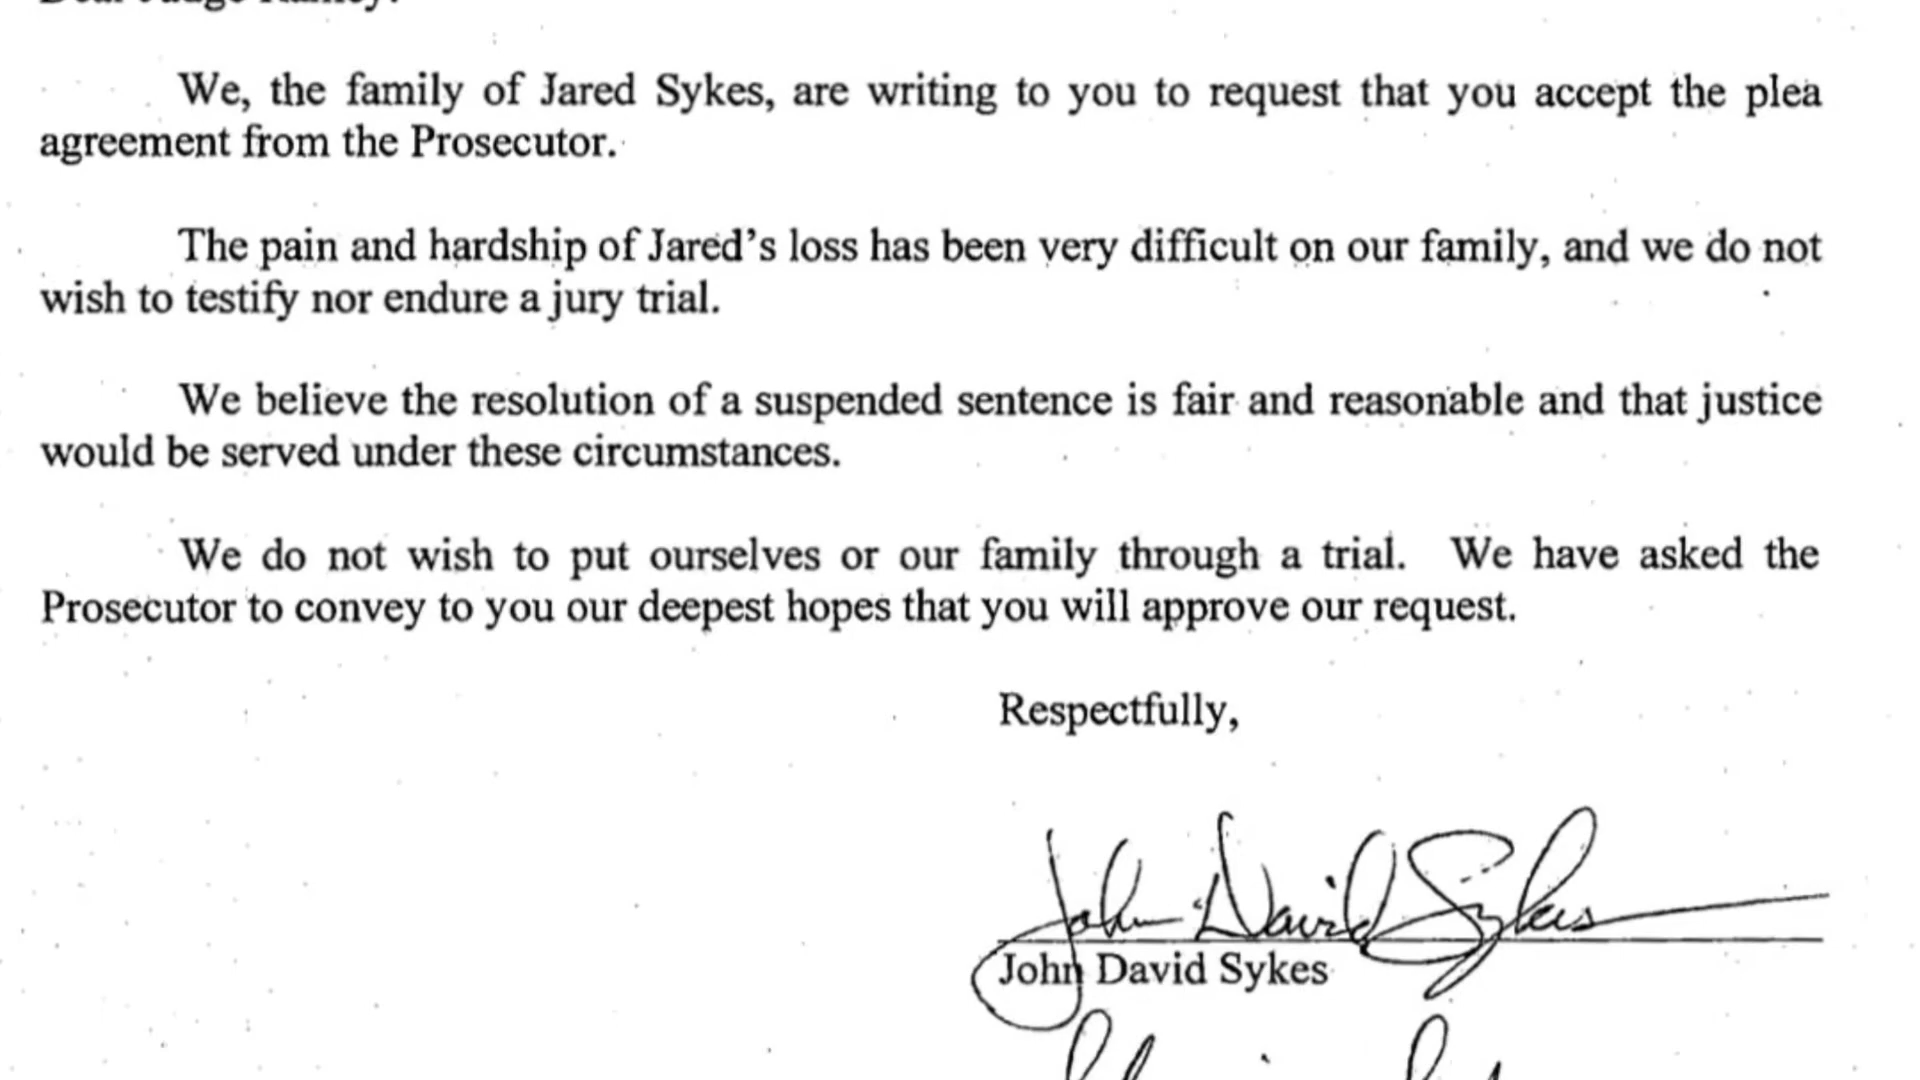 We, the family of Jared Sykes, are writing to you to request that you accept the plea
agreement from the Prosecutor.
The pain and hardship of Jared's loss has been very difficult on our family, and we do not
wish to testify nor endure a jury trial.
We believe the resolution of a suspended sentence is fair and reasonable and that justice
would be served under these circumstances.
We do not wish to put ourselves or our family through a trial. We have asked the
Prosecutor to convey to you our deepest hopes that you will approve our request.
Respectfully,
John David Sykes
John David Sykes